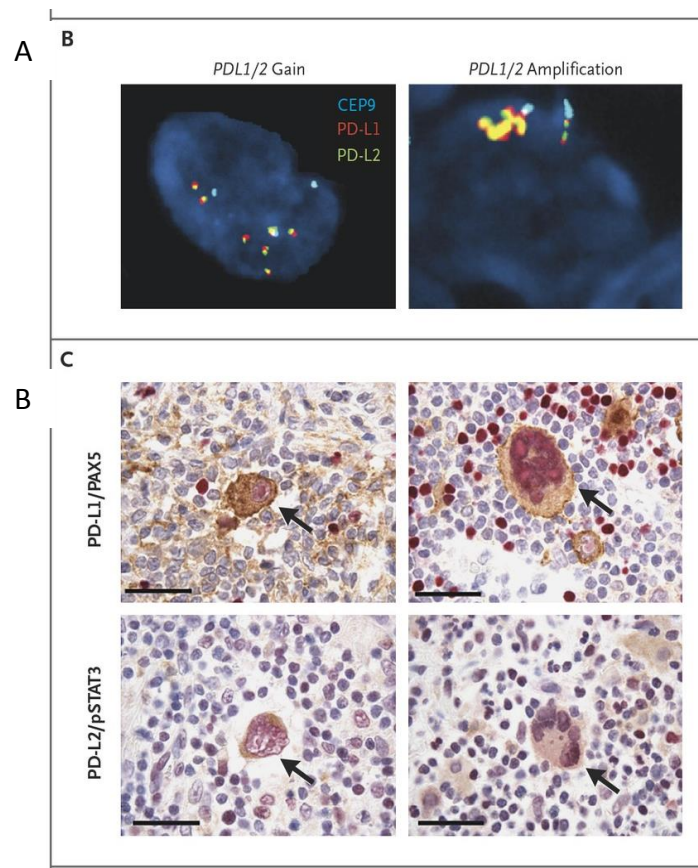 B
A
PDL1/2 Gain
PDL1/2 Amplification
CEP9
PD-L1
PD-L2
C
B
PD-L1/PAX5
PD-L2/pSTAT3